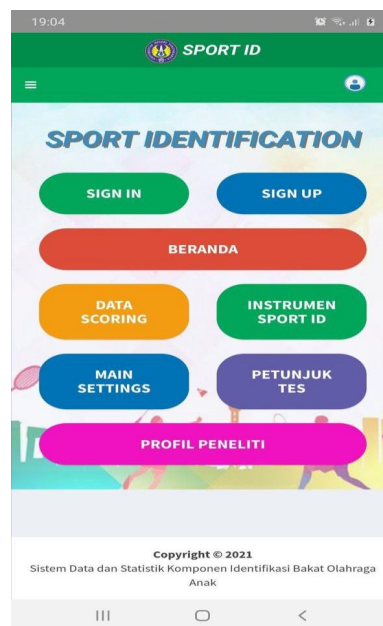 19:04
SPORT ID
SPORT IDENTIFICATION
SIGN IN
SIGN UP
BERANDA
DATA
SCORING
INSTRUMEN
SPORT ID
MAIN
SETTINGS
PETUNJUK
TES
PROFIL PENELITI
Copyright © 2021
Sistem Data dan Statistik Komponen Identifikasi Bakat Olahraga
Anak